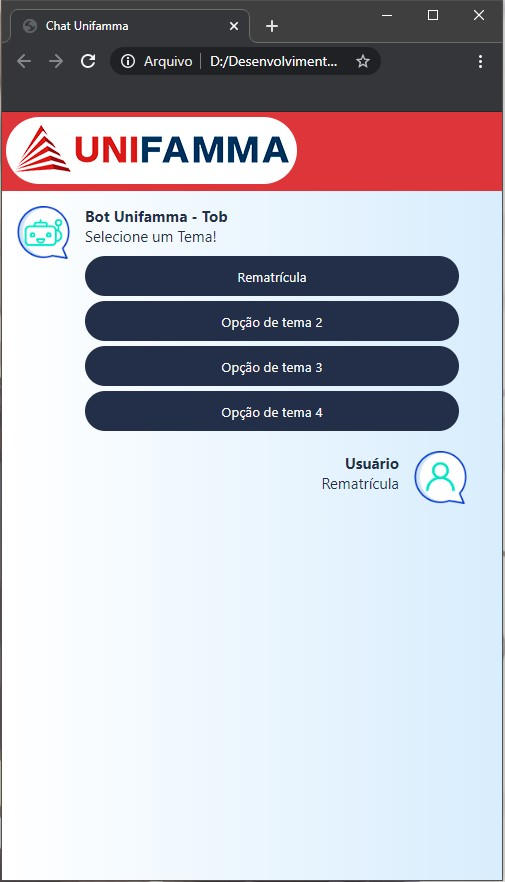 Chat Unifamma
Arquivo D:/Desenvolviment...
UNIFAMMA
Bot Unifamma - Tob
Selecione um Tema!
Rematrícula
Opção de tema 2
Opção de tema 3
Opção de tema 4
Usuário
Rematrícula